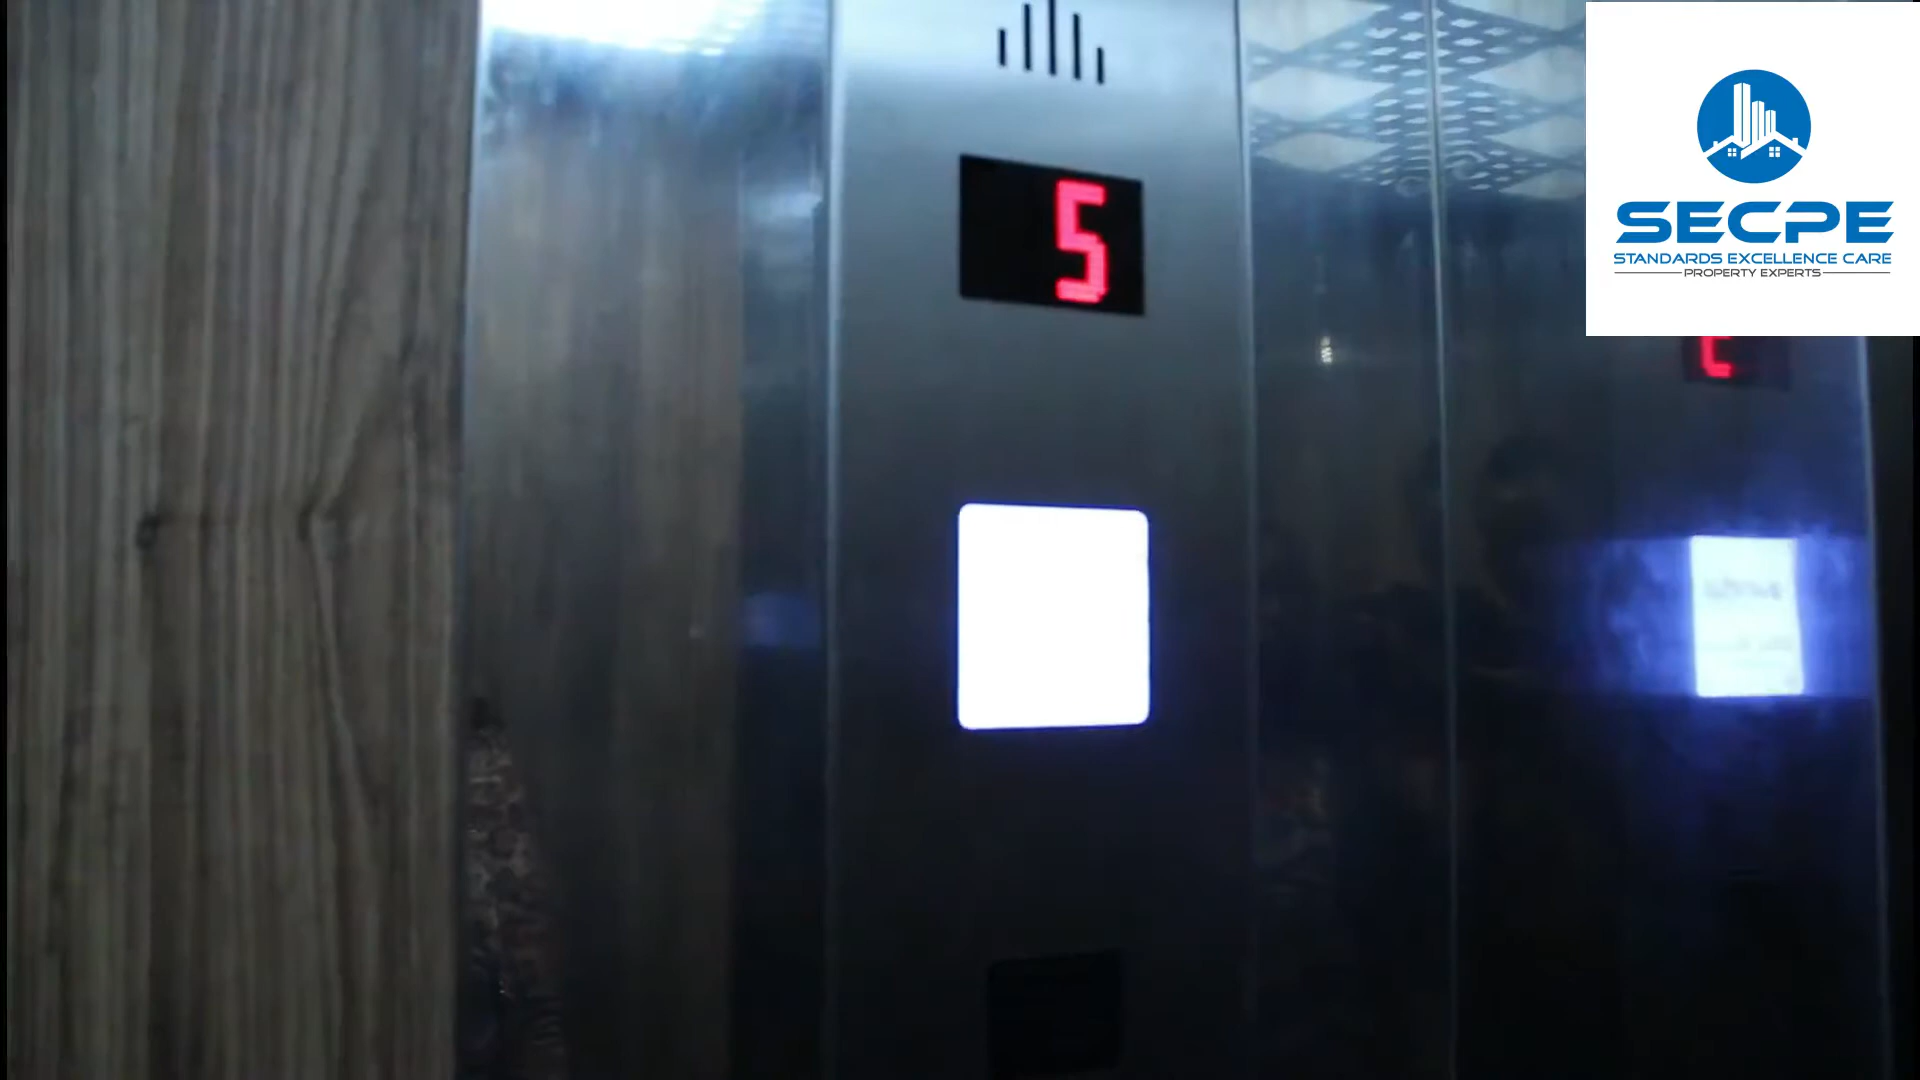 5
SECPE
STANDARDS EXCELLENCE CARE
PROPERTY EXPERTS